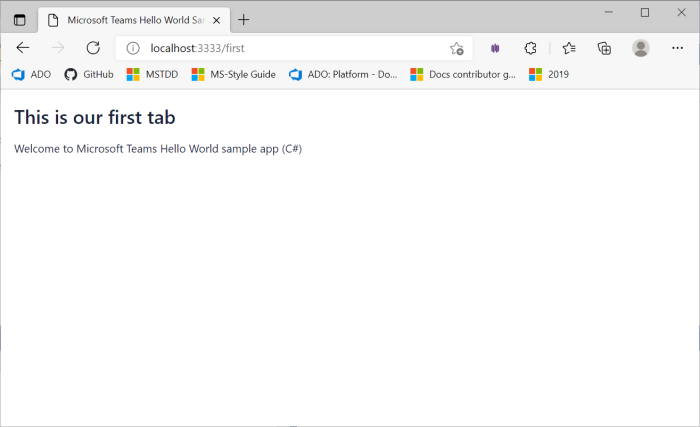 Microsoft Teams Hello World Sar
localhost:3333/first
ADO
GitHub
MSTDD
MS-Style Guide
ADO: Platform - Do...
Docs contributor g...
2019
This is our first tab
Welcome to Microsoft Teams Hello World sample app (C#)